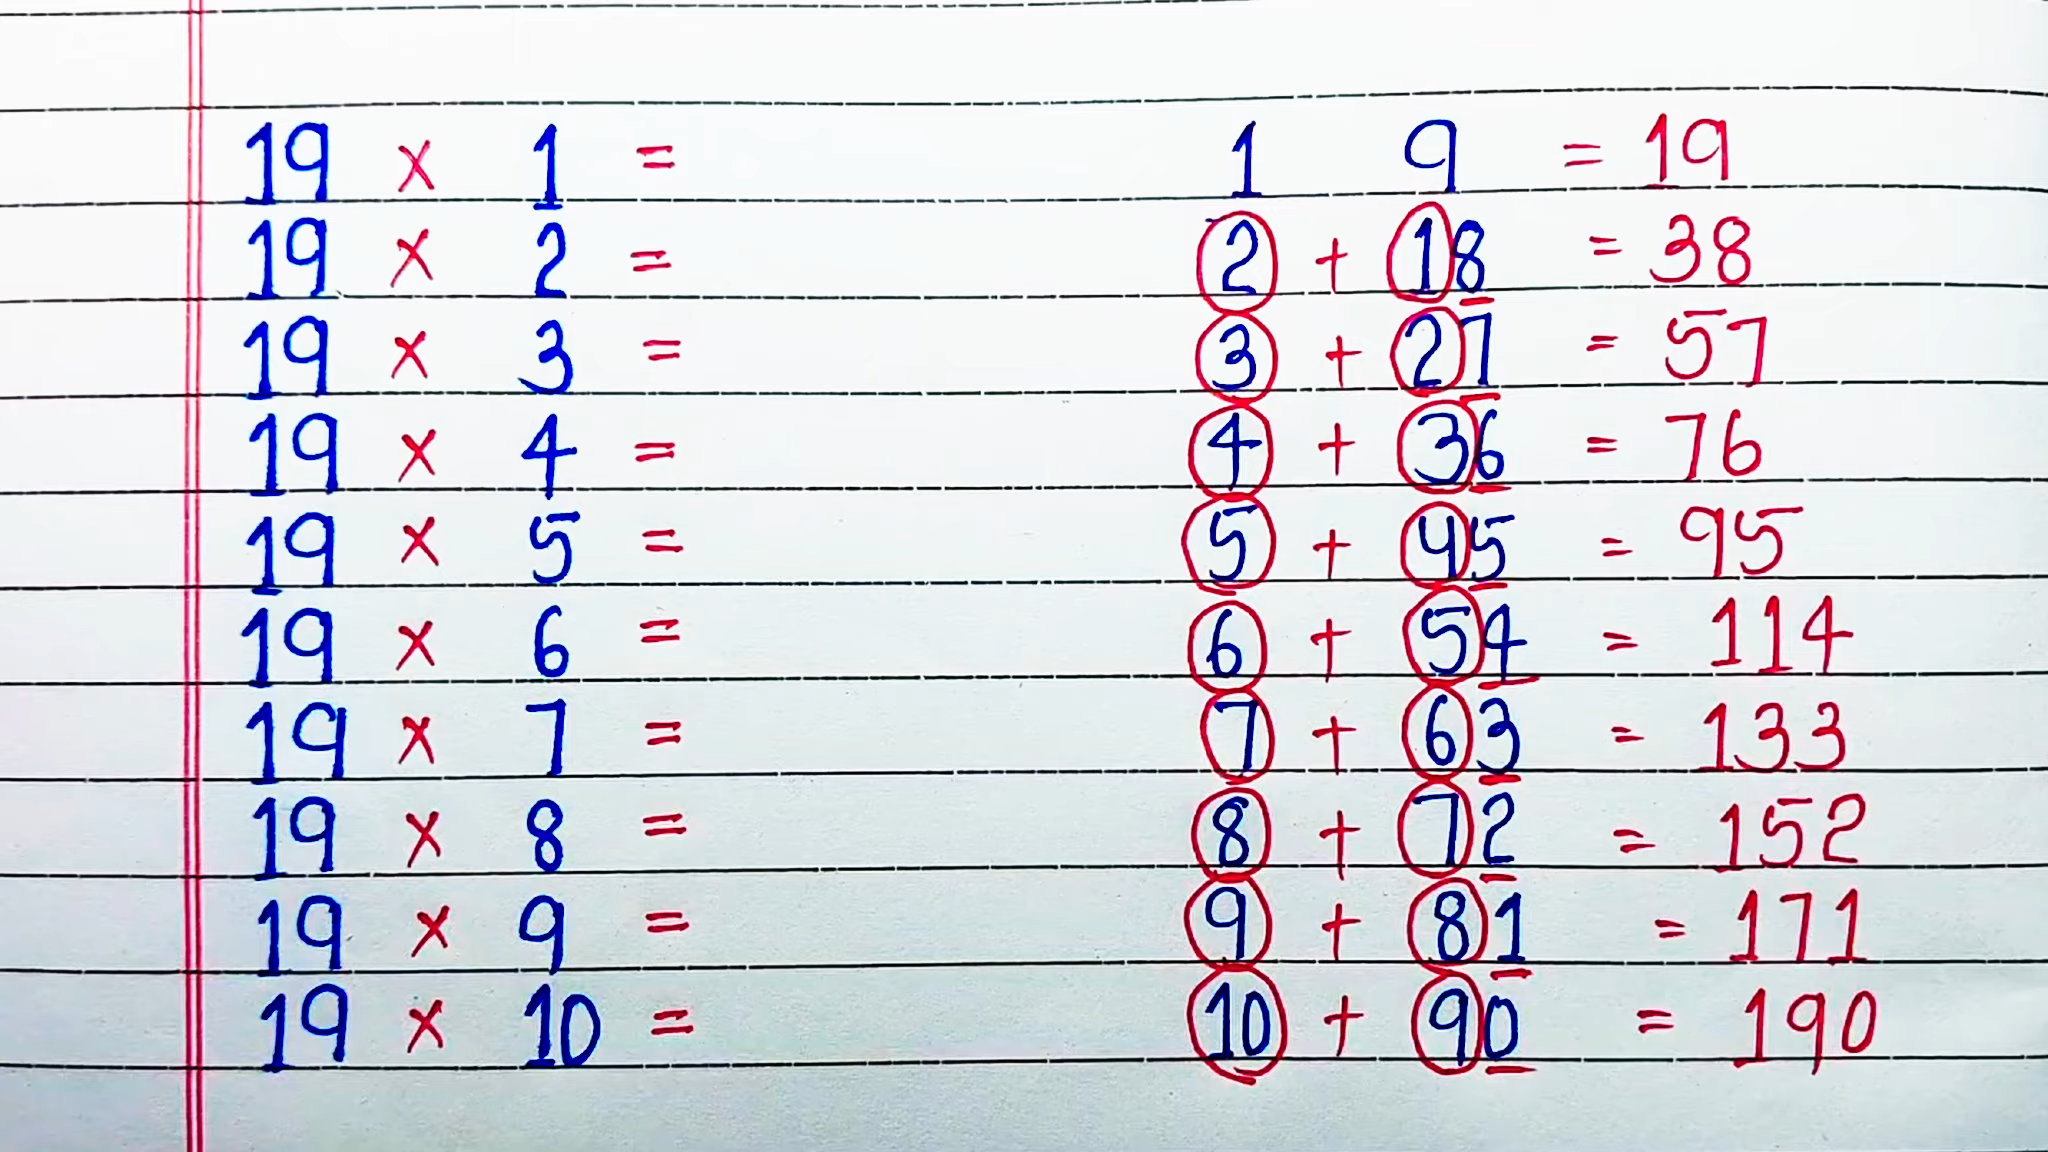 19 × 1 = 1 9 = 19
19 × 2 = 2 + 18 = 38
19 × 3 = 3 + 27 = 57
19 × 4 = 4 + 36 = 76
19 × 5 = 5 + 45 = 95
19 × 6 = 6 + 54 = 114
19 × 7 = 7 + 63 = 133
19 × 8 = 8 + 72 = 152
19 × 9 = 9 + 81 = 171
19 × 10 = 10 + 90 = 190